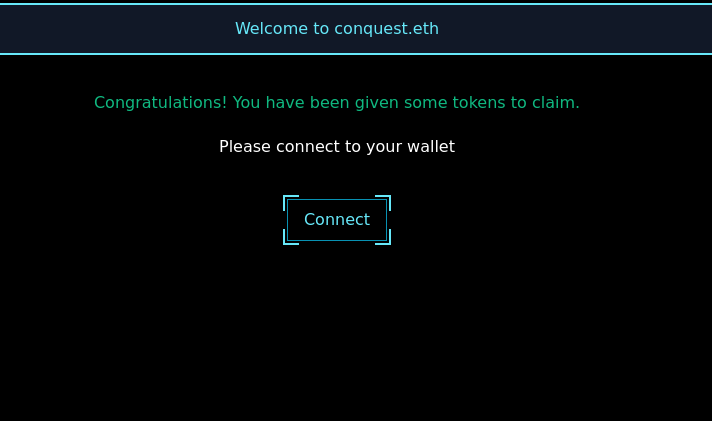 Welcome to conquest.eth
Congratulations! You have been given some tokens to claim.
Please connect to your wallet
Connect